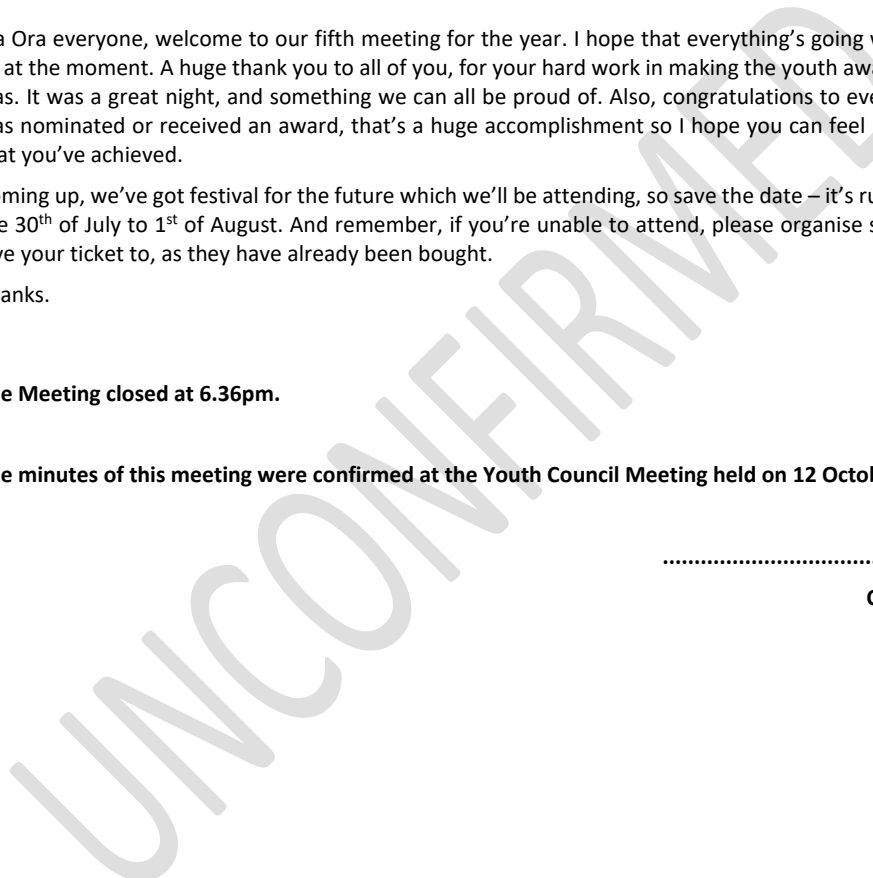 a Ora everyone, welcome to our fifth meeting for the year. I hope that everything's going
at the moment. A huge thank you to all of you, for your hard work in making the youth
as. It was a great night, and something we can all be proud of. Also, congratulations to
as nominated or received an award, that's a huge accomplishment so I hope you can feel
at you've achieved.
oming up, we've got festival for the future which we'll be attending, so save the date – it's
e 30th of July to 1st of August. And remember, if you're unable to attend, please organise
ve your ticket to, as they have already been bought.
anks.
e Meeting closed at 6.36pm.
e minutes of this meeting were confirmed at the Youth Council Meeting held on 12
....................................
UNCONFIRMED